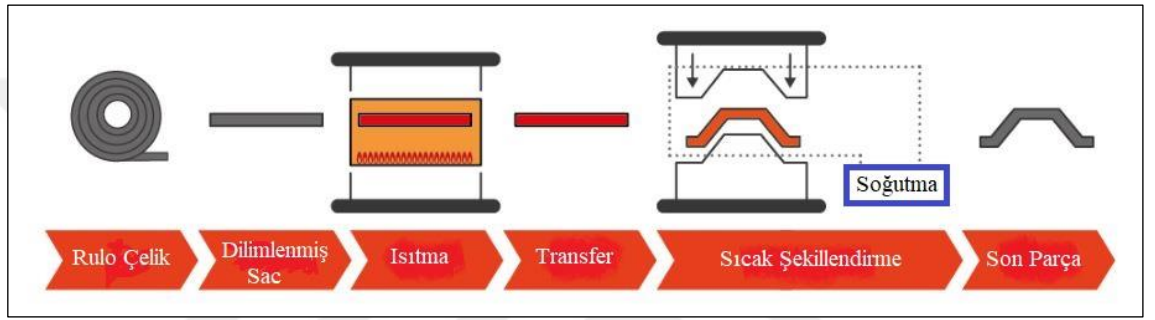 Soğutma
Rulo Çelik
Dilimlenmiş
Sac
Isıtma
Transfer
Sıcak Şekillendirme
Son Parça